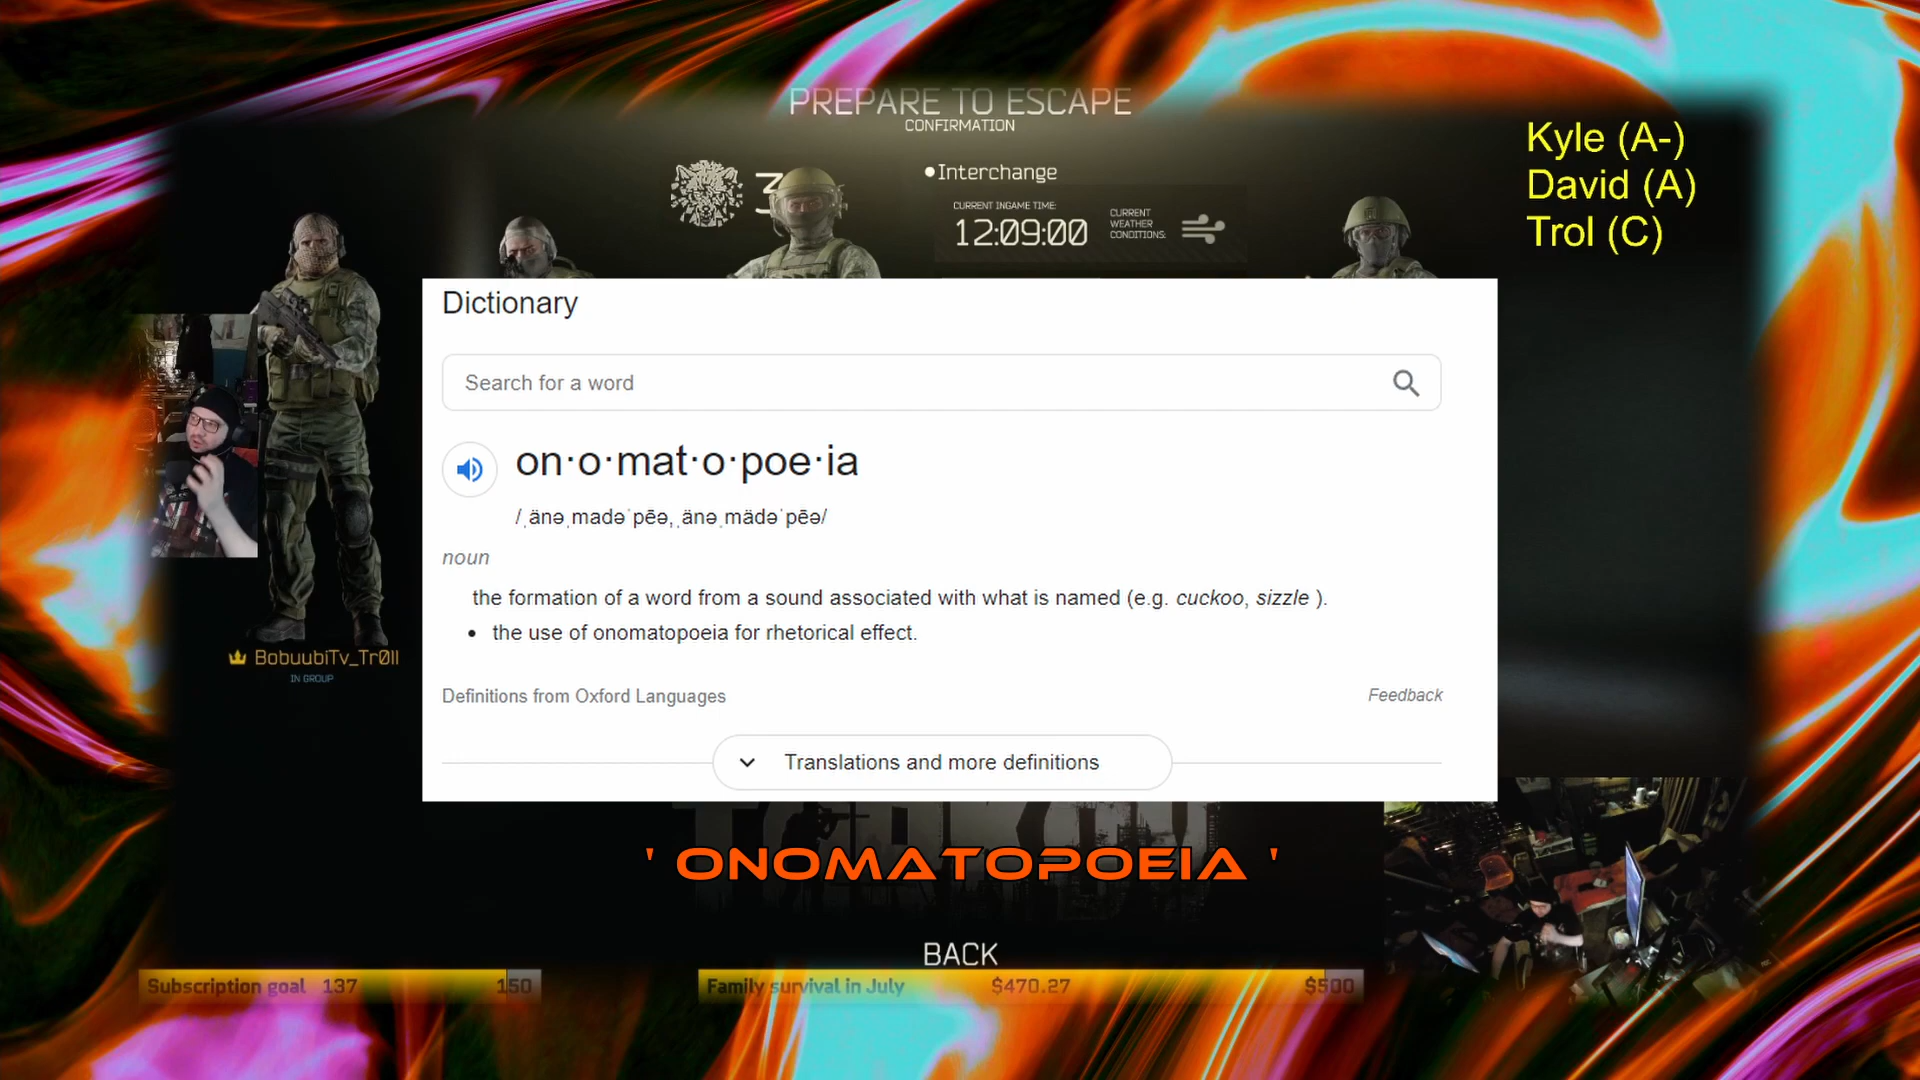 PREPARE TO ESCAPE
CONFIRMATION
Kyle (A-)
David (A)
Trol (C)
Interchange
CURRENT INGAME TIME:
12:09:00
CURRENT
WEATHER
CONDITIONS:
Dictionary
Search for a word
on·o·mat·o·poe·ia
/ˌänəˌmadəˈpēə,ˌänəˌmädəˈpēə/
noun
the formation of a word from a sound associated with what is named (e.g. cuckoo, sizzle ).
• the use of onomatopoeia for rhetorical effect.
BobuubiTv_Tr0ll
IN GROUP
Definitions from Oxford Languages
Feedback
Translations and more definitions
' ONOMATOPOEIA '
BACK
Subscription goal 137 150
Family survival in July $470.27 $500